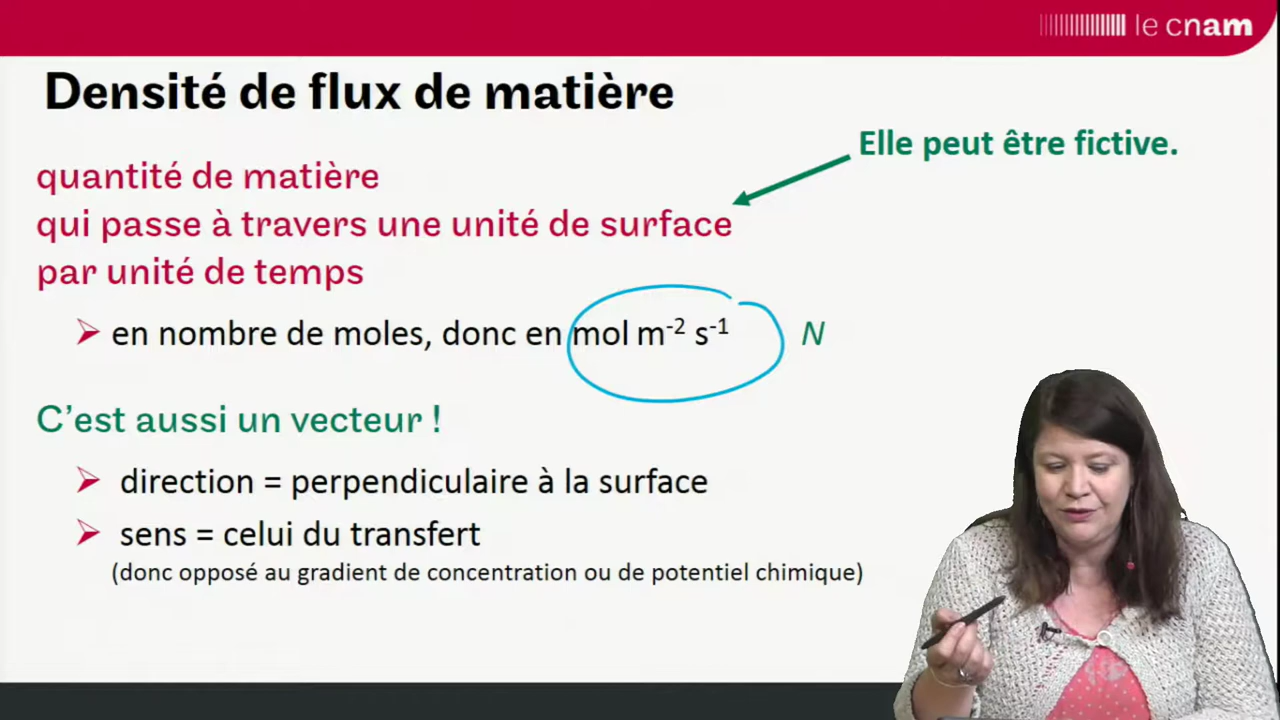 le cnam
Densité de flux de matière
Elle peut être fictive.
quantité de matière
qui passe à travers une unité de surface
par unité de temps
en nombre de moles, donc en mol m⁻² s⁻¹ N
C’est aussi un vecteur !
direction = perpendiculaire à la surface
sens = celui du transfert
(donc opposé au gradient de concentration ou de potentiel chimique)